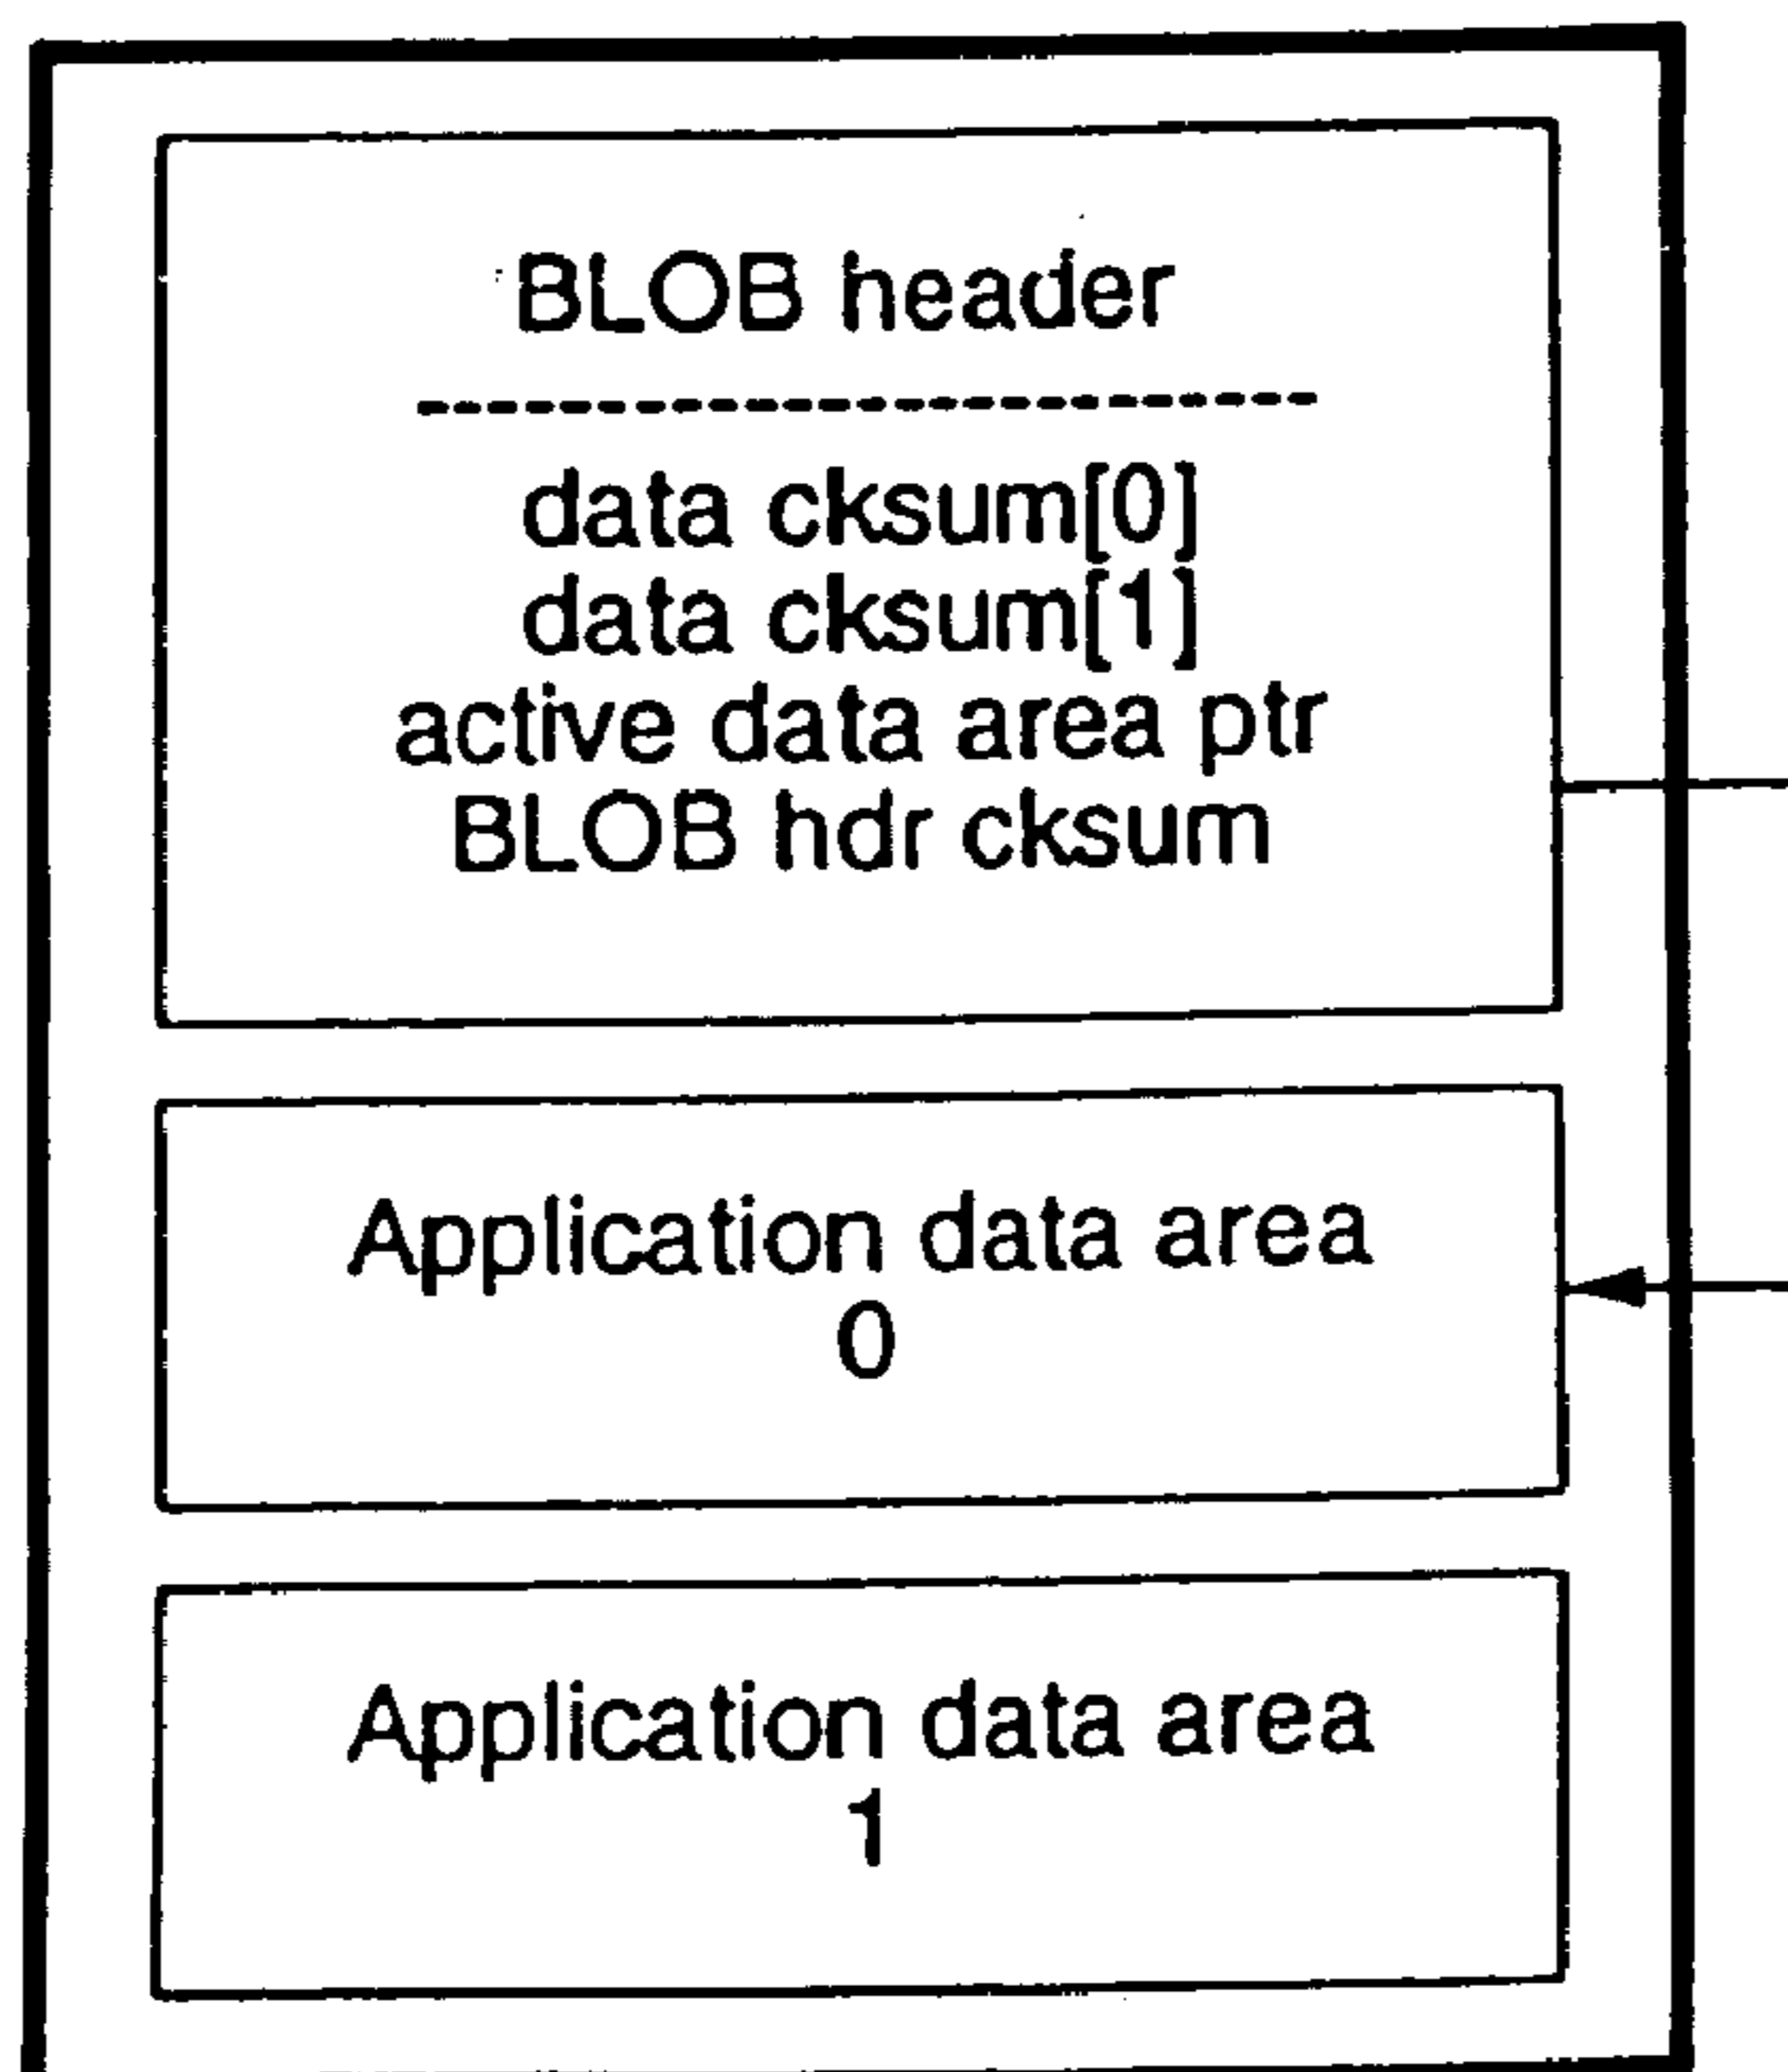 BLOB header
data cksum[0]
data cksum[1]
active data area ptr
BLOB hdr cksum
Application data area
0
Application data area
1